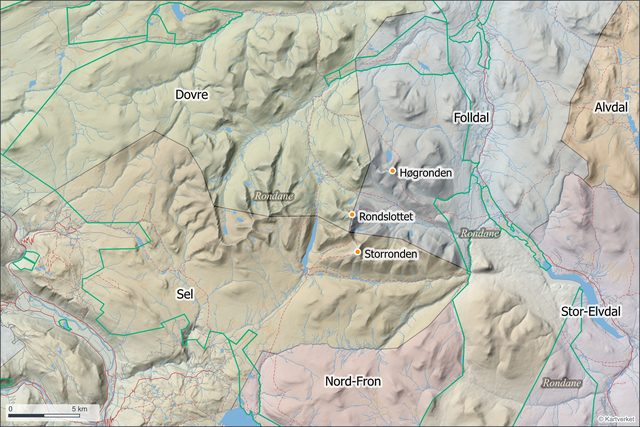 Dovre
Folldal
Alvdal
Høgronden
Rondane
Rondslottet
Rondane
Storronden
Sel
Stor-Elvdal
Nord-Fron
Rondane
0
5 km
© Kartverket